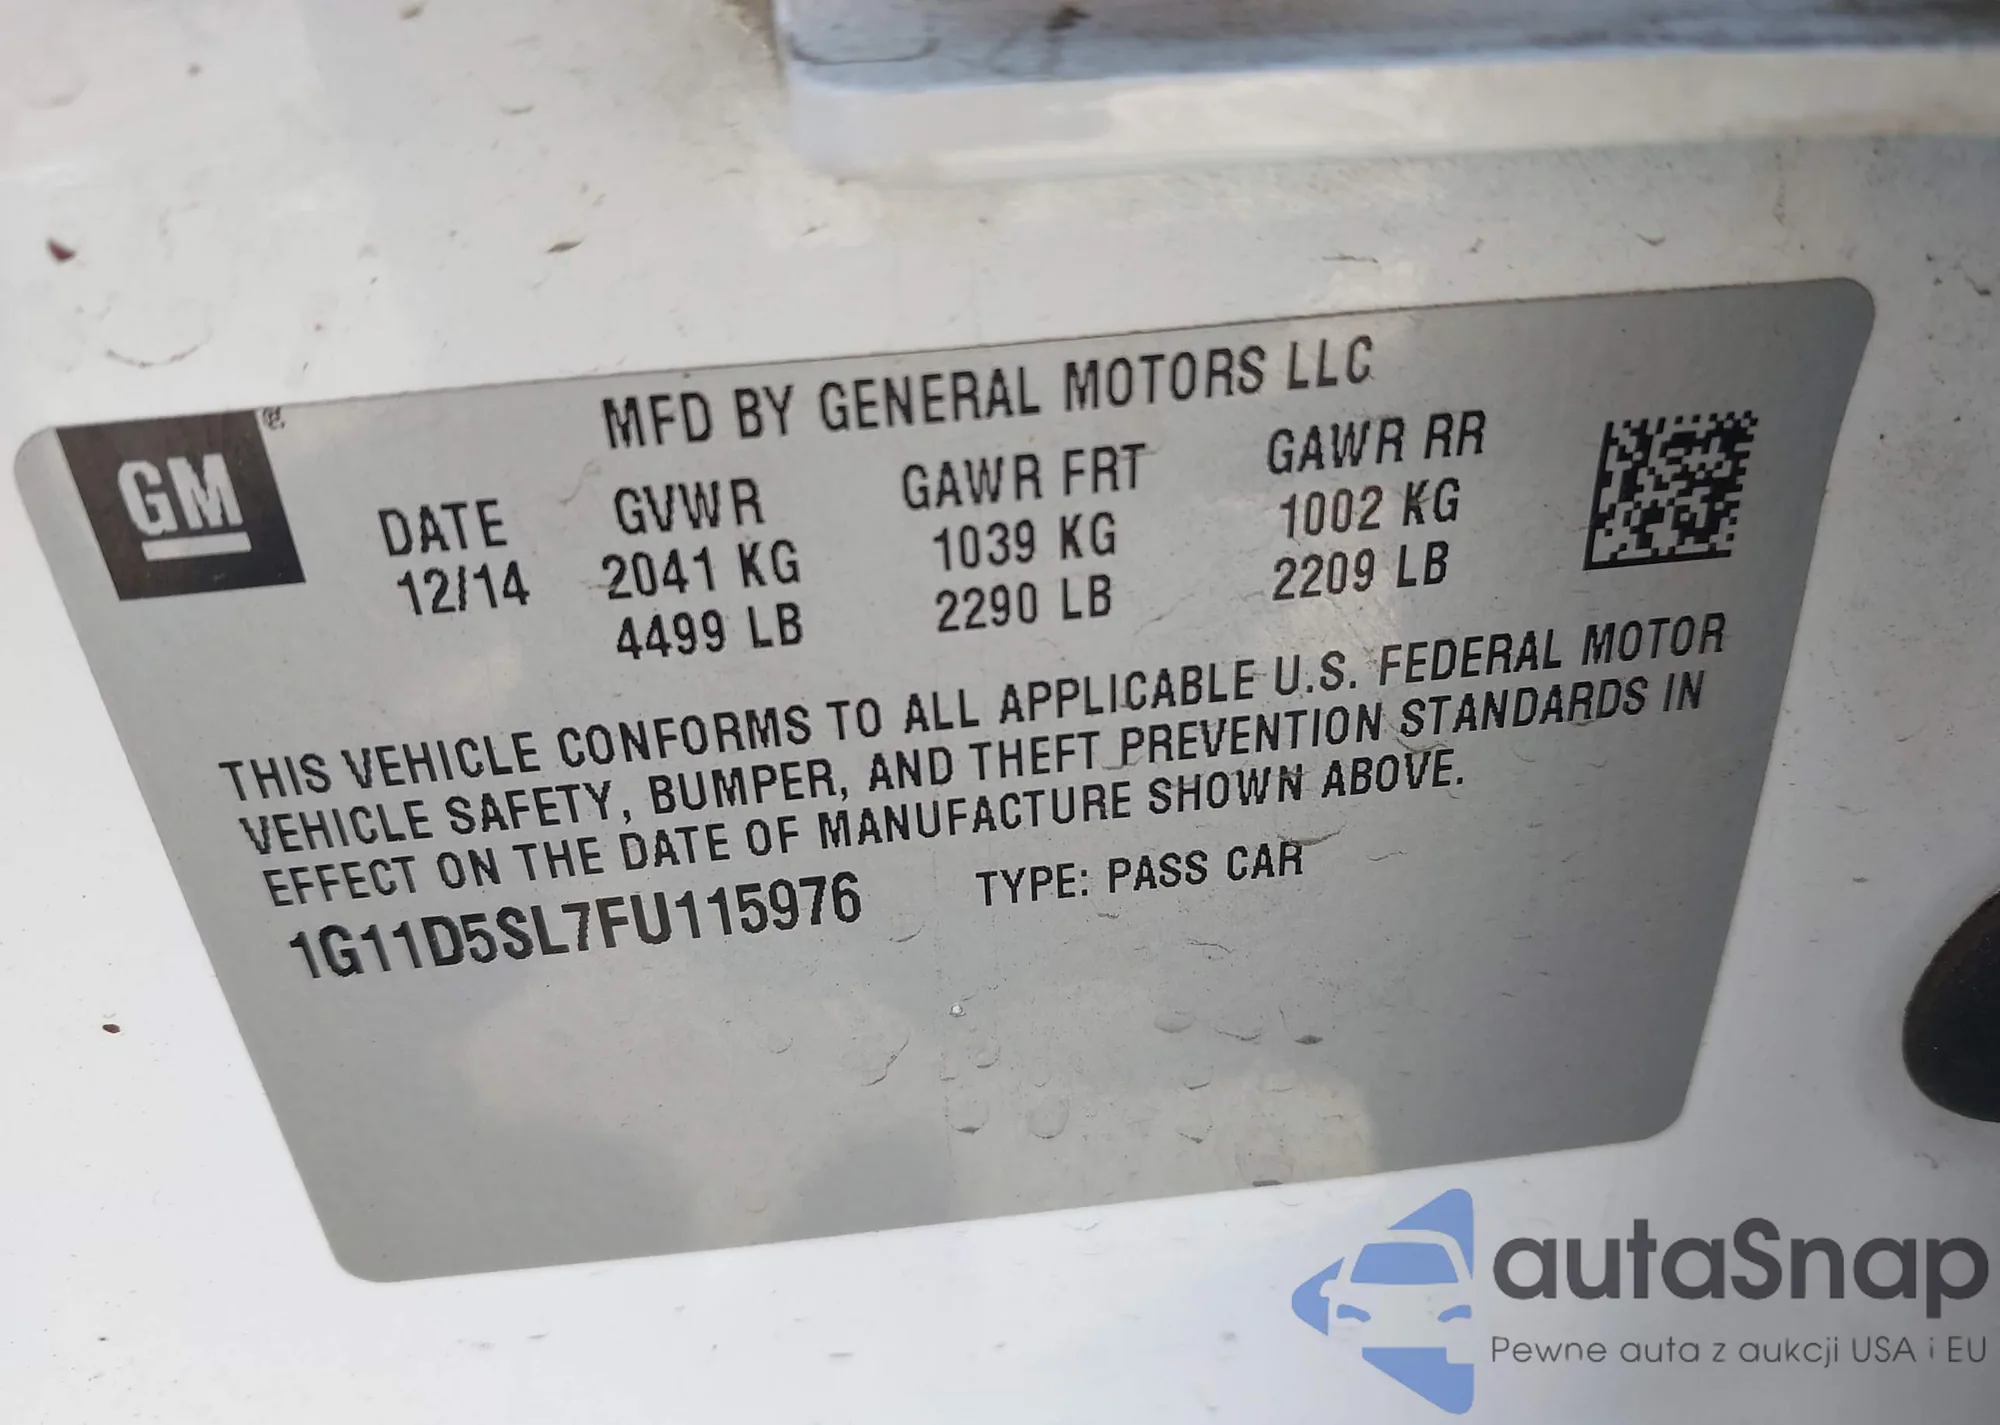 GM®
MFD BY GENERAL MOTORS LLC
DATE GVWR GAWR FRT GAWR RR
12/14 2041 KG 1039 KG 1002 KG
4499 LB 2290 LB 2209 LB
THIS VEHICLE CONFORMS TO ALL APPLICABLE U.S. FEDERAL MOTOR
VEHICLE SAFETY, BUMPER, AND THEFT PREVENTION STANDARDS IN
EFFECT ON THE DATE OF MANUFACTURE SHOWN ABOVE.
1G11D5SL7FU115976 TYPE: PASS CAR
autaSnap
Pewne auta z aukcji USA i EU